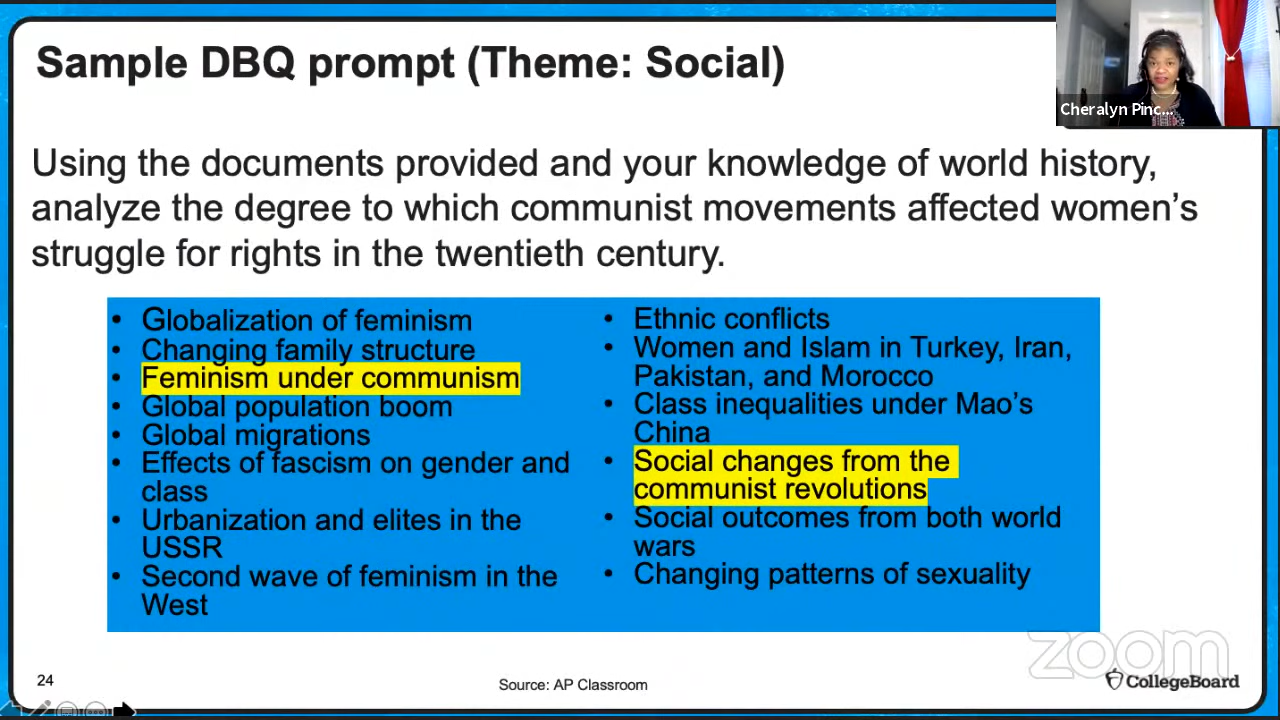 Sample DBQ prompt (Theme: Social)
Cheralyn Pinc...
Using the documents provided and your knowledge of world history,
analyze the degree to which communist movements affected women's
struggle for rights in the twentieth century.
• Globalization of feminism
• Changing family structure
• Feminism under communism
• Global population boom
• Global migrations
• Effects of fascism on gender and
class
• Urbanization and elites in the
USSR
• Second wave of feminism in the
West
• Ethnic conflicts
• Women and Islam in Turkey, Iran,
Pakistan, and Morocco
• Class inequalities under Mao's
China
• Social changes from the
communist revolutions
• Social outcomes from both world
wars
• Changing patterns of sexuality
zoom
24
Source: AP Classroom
CollegeBoard